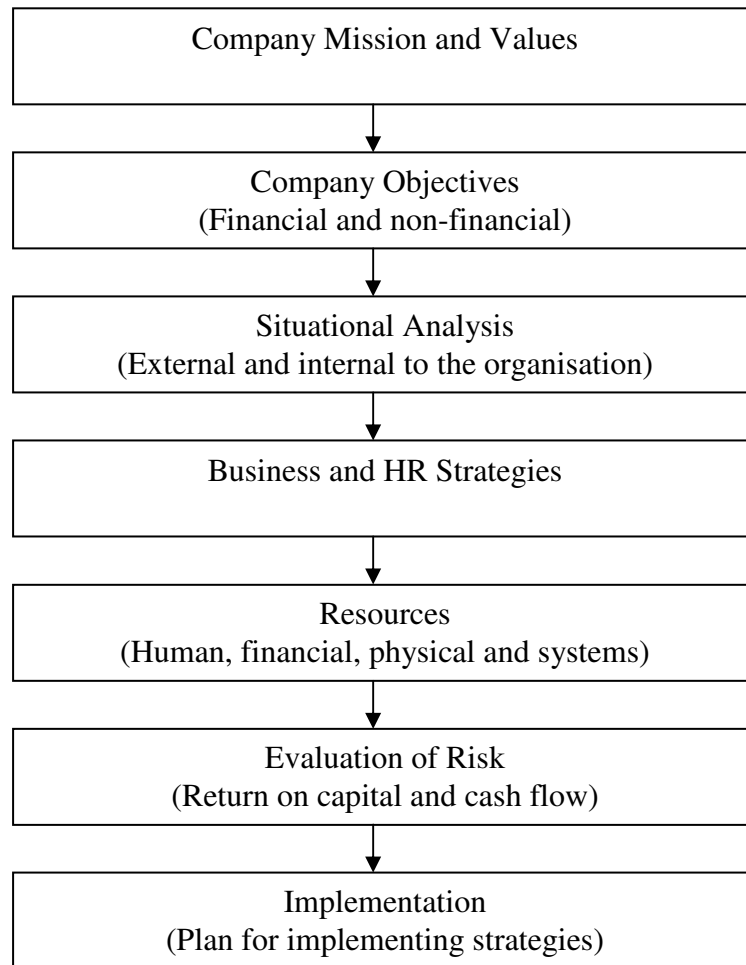 Company Mission and Values
Company Objectives
(Financial and non-financial)
Situational Analysis
(External and internal to the organisation)
Business and HR Strategies
Resources
(Human, financial, physical and systems)
Evaluation of Risk
(Return on capital and cash flow)
Implementation
(Plan for implementing strategies)